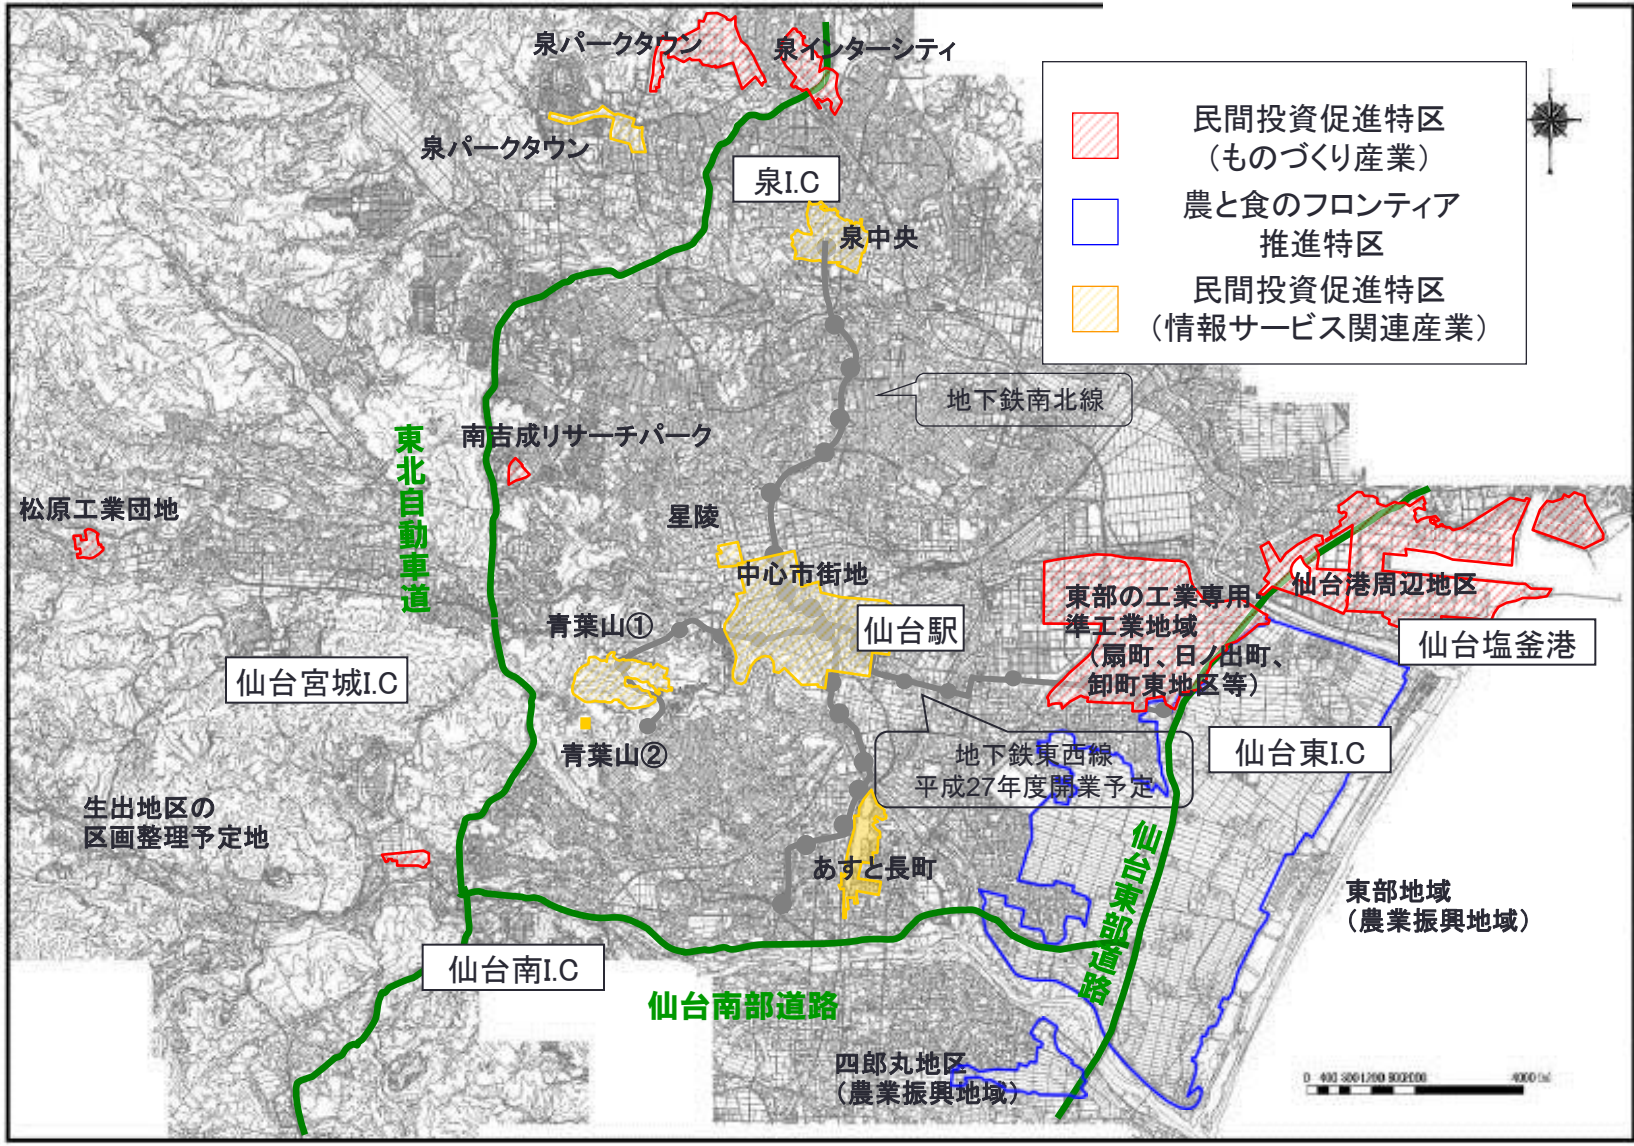 泉パークタウン
泉インターシティ
泉パークタウン
泉I.C
泉中央
民間投資促進特区
（ものづくり産業）
農と食のフロンティア
推進特区
民間投資促進特区
（情報サービス関連産業）
地下鉄南北線
東北自動車道
南吉成リサーチパーク
松原工業団地
星陵
中心市街地
青葉山①
仙台駅
東部の工業専用・
準工業地域
（扇町、日ノ出町、
卸町東地区等）
仙台港周辺地区
仙台塩釜港
仙台宮城I.C
青葉山②
地下鉄東西線
平成27年度開業予定
仙台東I.C
生出地区の
区画整理予定地
あすと長町
仙台東部道路
東部地域
（農業振興地域）
仙台南I.C
仙台南部道路
四郎丸地区
（農業振興地域）